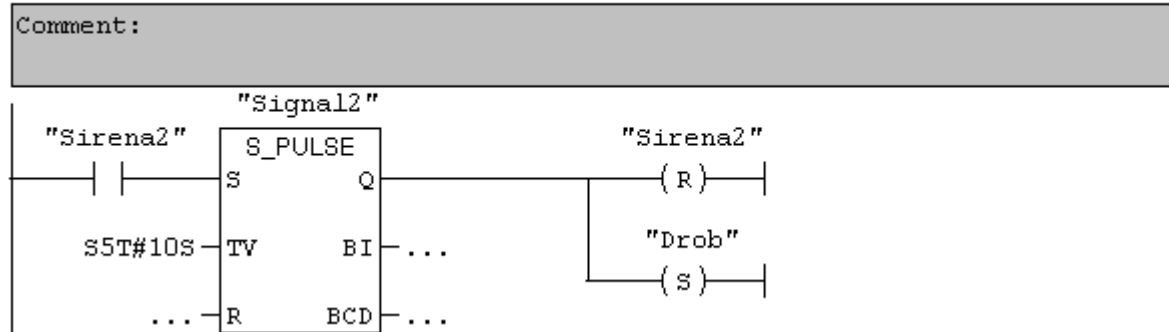 Comment:
"Signal2"
"Sirena2" S_PULSE "Sirena2"
S Q ( R )
S5T#10S TV BI ... "Drob"
( S )
... R BCD ...